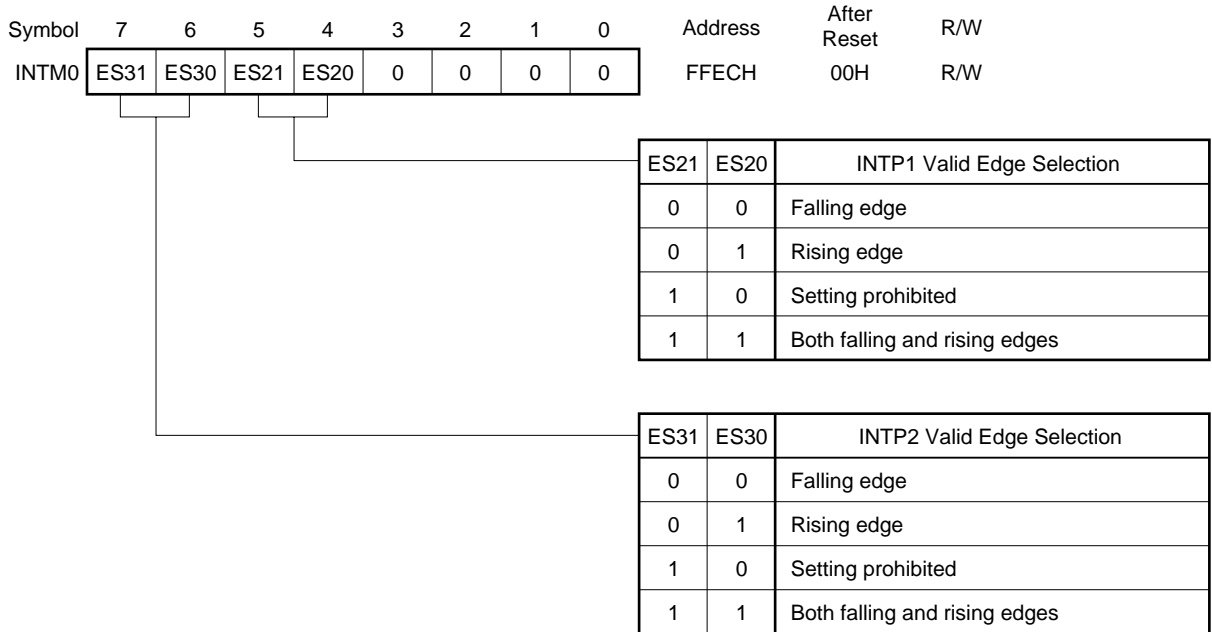 Symbol 7 6 5 4 3 2 1 0 Address After Reset R/W
INTM0 ES31 ES30 ES21 ES20 0 0 0 0 FFECH 00H R/W
ES21 ES20 INTP1 Valid Edge Selection
0 0 Falling edge
0 1 Rising edge
1 0 Setting prohibited
1 1 Both falling and rising edges
ES31 ES30 INTP2 Valid Edge Selection
0 0 Falling edge
0 1 Rising edge
1 0 Setting prohibited
1 1 Both falling and rising edges